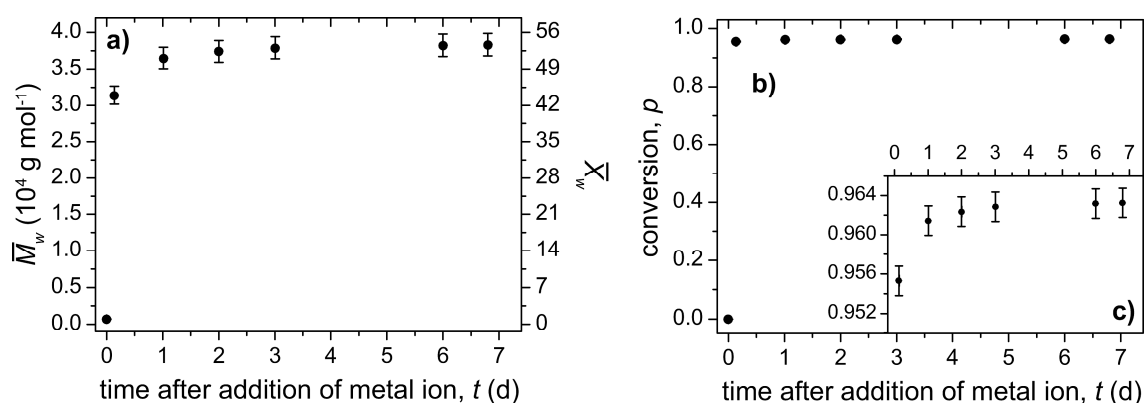 a)
4.0
3.5
3.0
2.5
2.0
1.5
1.0
0.5
0.0
M̅w (10⁴ g mol⁻¹)
56
49
42
35
28
21
14
7
0
X̅w
0 1 2 3 4 5 6 7
time after addition of metal ion, t (d)
b)
1.0
0.8
0.6
0.4
0.2
0.0
conversion, p
0 1 2 3 4 5 6 7
0.964
0.960
0.956
0.952
c)
0 1 2 3 4 5 6 7
time after addition of metal ion, t (d)